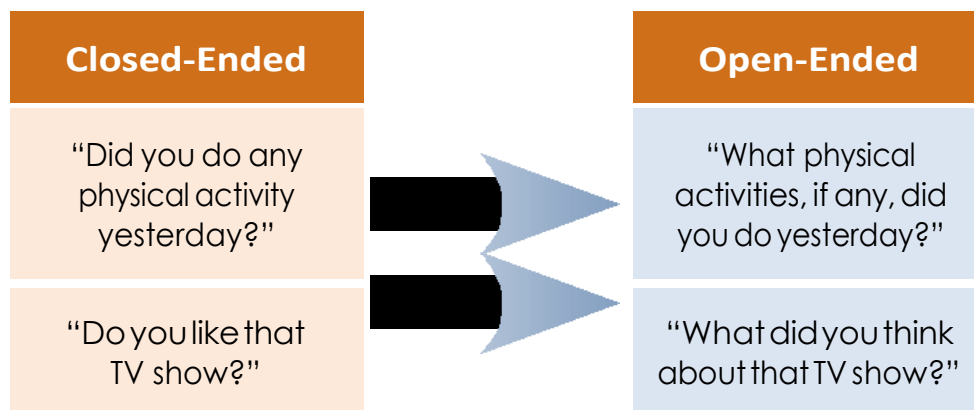 Closed-Ended
Open-Ended
“Did you do any
physical activity
yesterday?”
“What physical
activities, if any, did
you do yesterday?”
“Do you like that
TV show?”
“What did you think
about that TV show?”